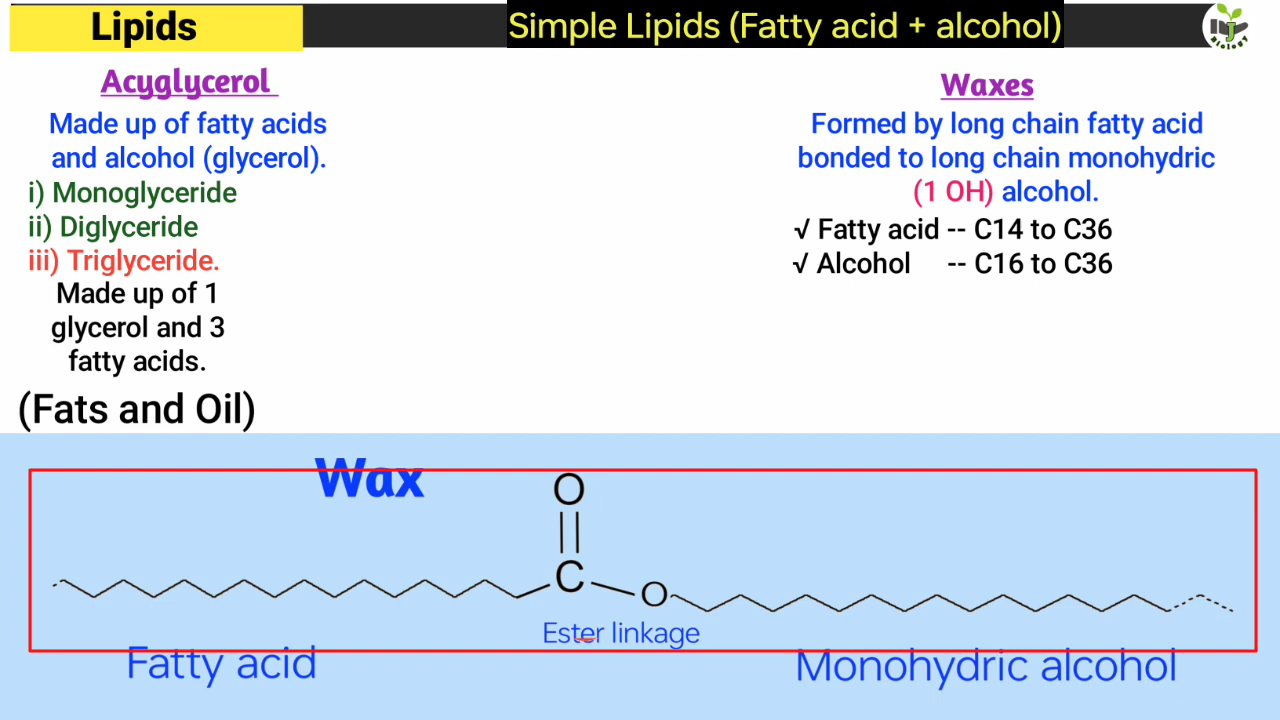 Lipids
Simple Lipids (Fatty acid + alcohol)
Biology
Acyglycerol
Made up of fatty acids
and alcohol (glycerol).
i) Monoglyceride
ii) Diglyceride
iii) Triglyceride.
Made up of 1
glycerol and 3
fatty acids.
(Fats and Oil)
Waxes
Formed by long chain fatty acid
bonded to long chain monohydric
(1 OH) alcohol.
√ Fatty acid -- C14 to C36
√ Alcohol -- C16 to C36
Wax
O
C
O
Ester linkage
Fatty acid
Monohydric alcohol